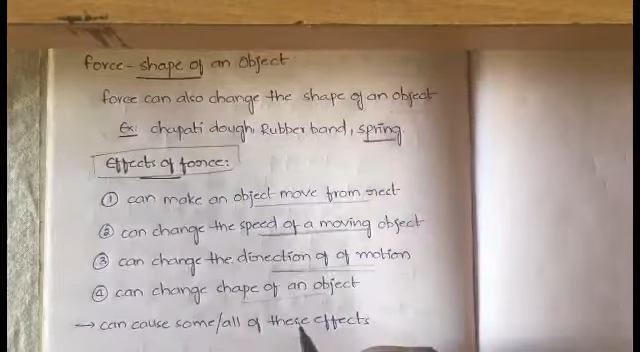 force - shape of an object
force can also change the shape of an object
Ex: chapati dough, Rubber band, spring.
Effects of foorce:
① can make an object move from rest
② can change the speed of a moving object
③ can change the direction of of motion
④ can change shape of an object
→ can cause some/all of these effects